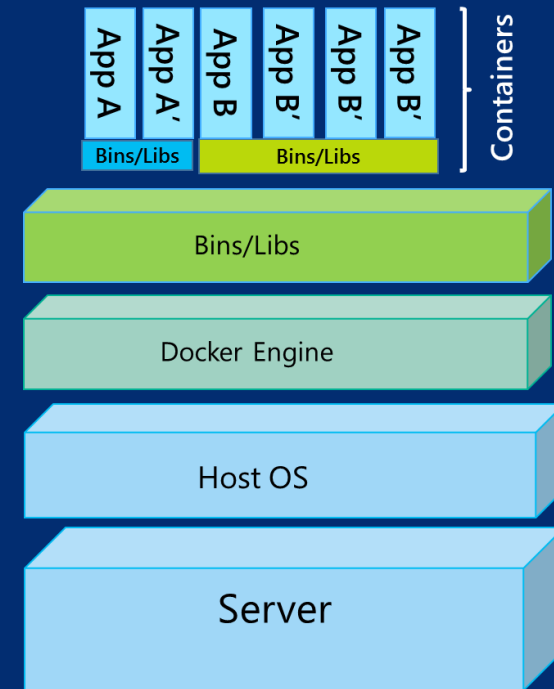 App A
App A’
App B
App B’
App B’
App B’
Containers
Bins/Libs
Bins/Libs
Bins/Libs
Docker Engine
Host OS
Server